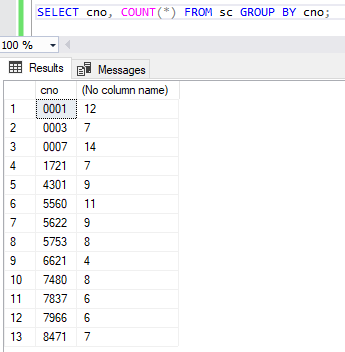 SELECT cno, COUNT(*) FROM sc GROUP BY cno;
100 %
Results Messages
cno (No column name)
1 0001 12
2 0003 7
3 0007 14
4 1721 7
5 4301 9
6 5560 11
7 5622 9
8 5753 8
9 6621 4
10 7480 8
11 7837 6
12 7966 6
13 8471 7